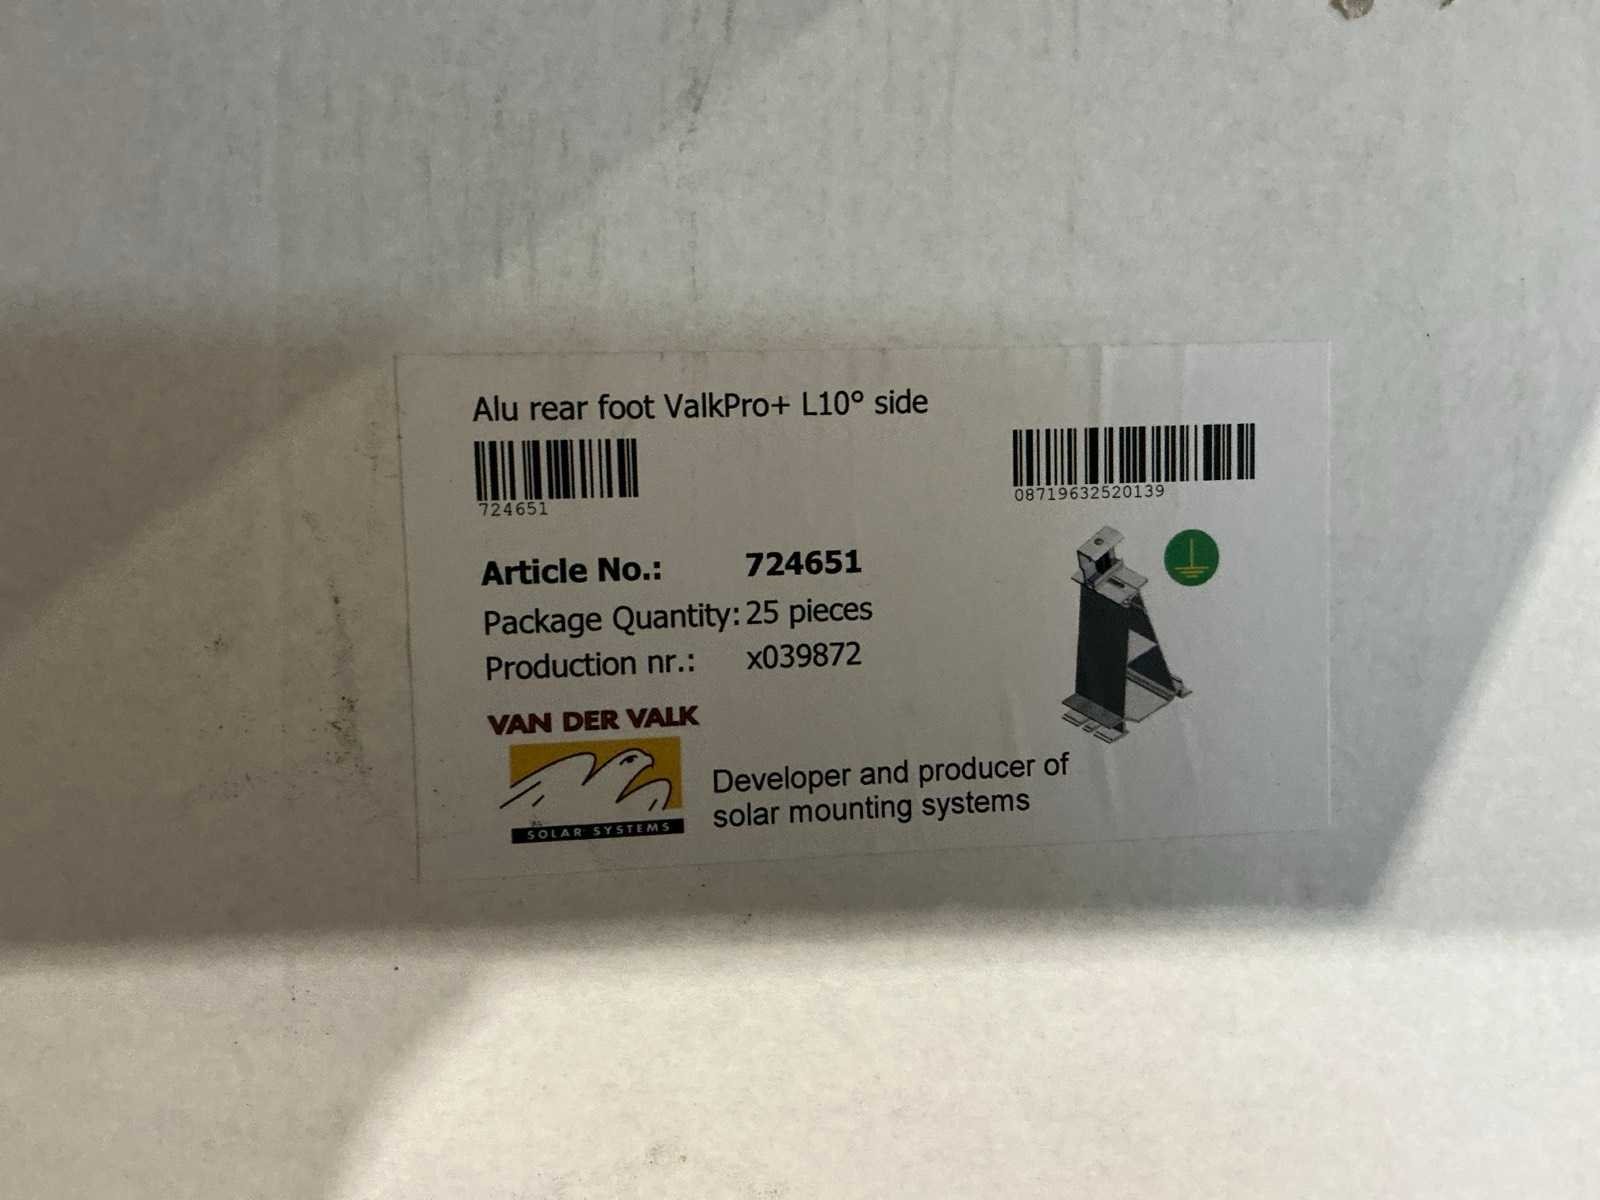 Alu rear foot ValkPro+ L10° side
724651
08719632520139
Article No.: 724651
Package Quantity: 25 pieces
Production nr.: x039872
VAN DER VALK
SOLAR SYSTEMS
Developer and producer of
solar mounting systems